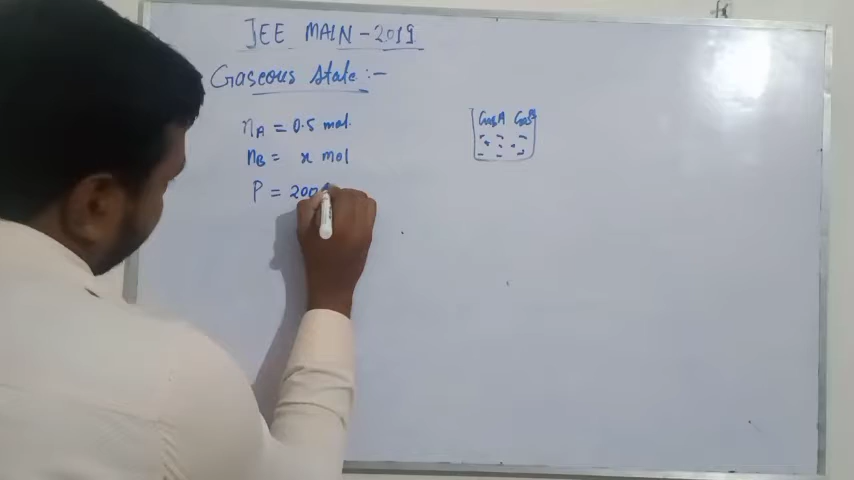 JEE MAIN - 2019
Gaseous state :-
nA = 0.5 mol.
nB = x mol
P = 200
Gas A Gas B